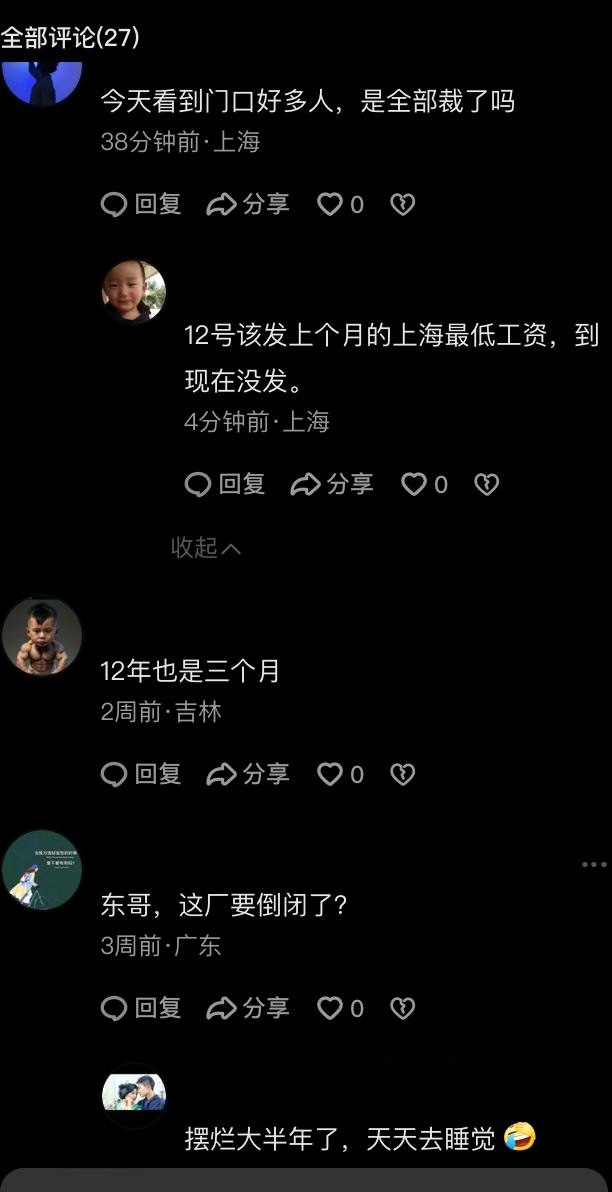 全部评论(27)
今天看到门口好多人，是全部裁了吗
38分钟前·上海
回复 分享 0
12号该发上个月的上海最低工资，到
现在没发。
4分钟前·上海
回复 分享 0
收起
12年也是三个月
2周前·吉林
回复 分享 0
东哥，这厂要倒闭了？
3周前·广东
回复 分享 0
摆烂大半年了，天天去睡觉🤣